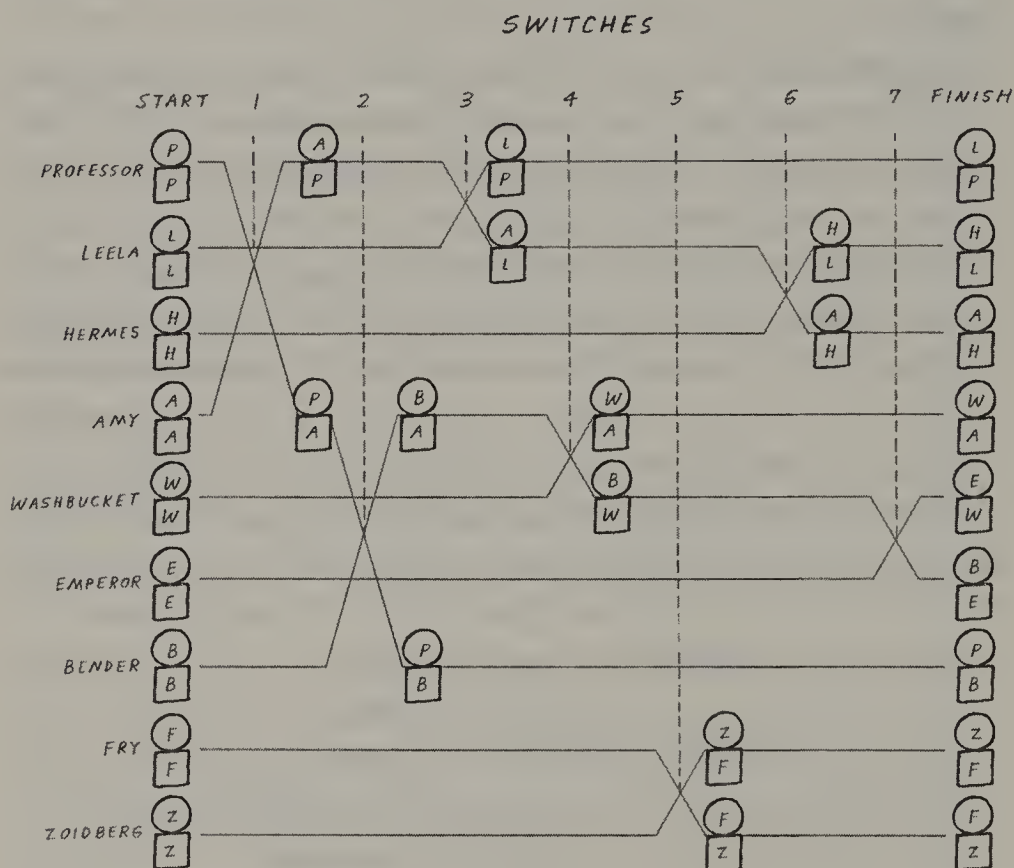 SWITCHES
START 1 2 3 4 5 6 7 FINISH
P A L L
PROFESSOR P P P P
L A H H
LEELA L L L L
H A A
HERMES H H H
A P B W W
AMY A A A A A
W B E
WASHBUCKET W W W
E B
EMPEROR E E
B P P
BENDER B B B
F Z Z
FRY F F F
Z F F
ZOIDBERG Z Z Z